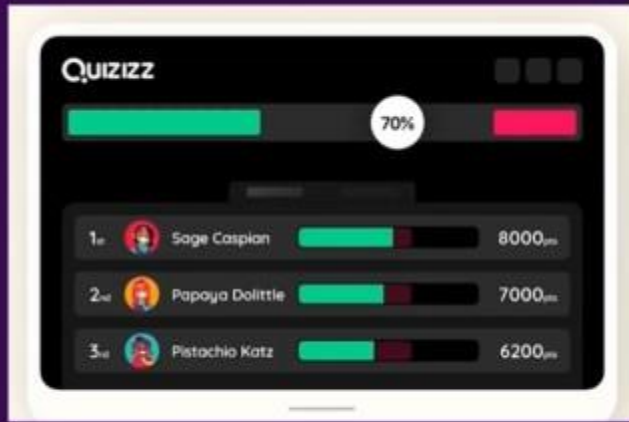 QUIZIZZ
70%
1st Sage Caspian 8000pts
2nd Papaya Dolittle 7000pts
3rd Pistachio Katz 6200pts